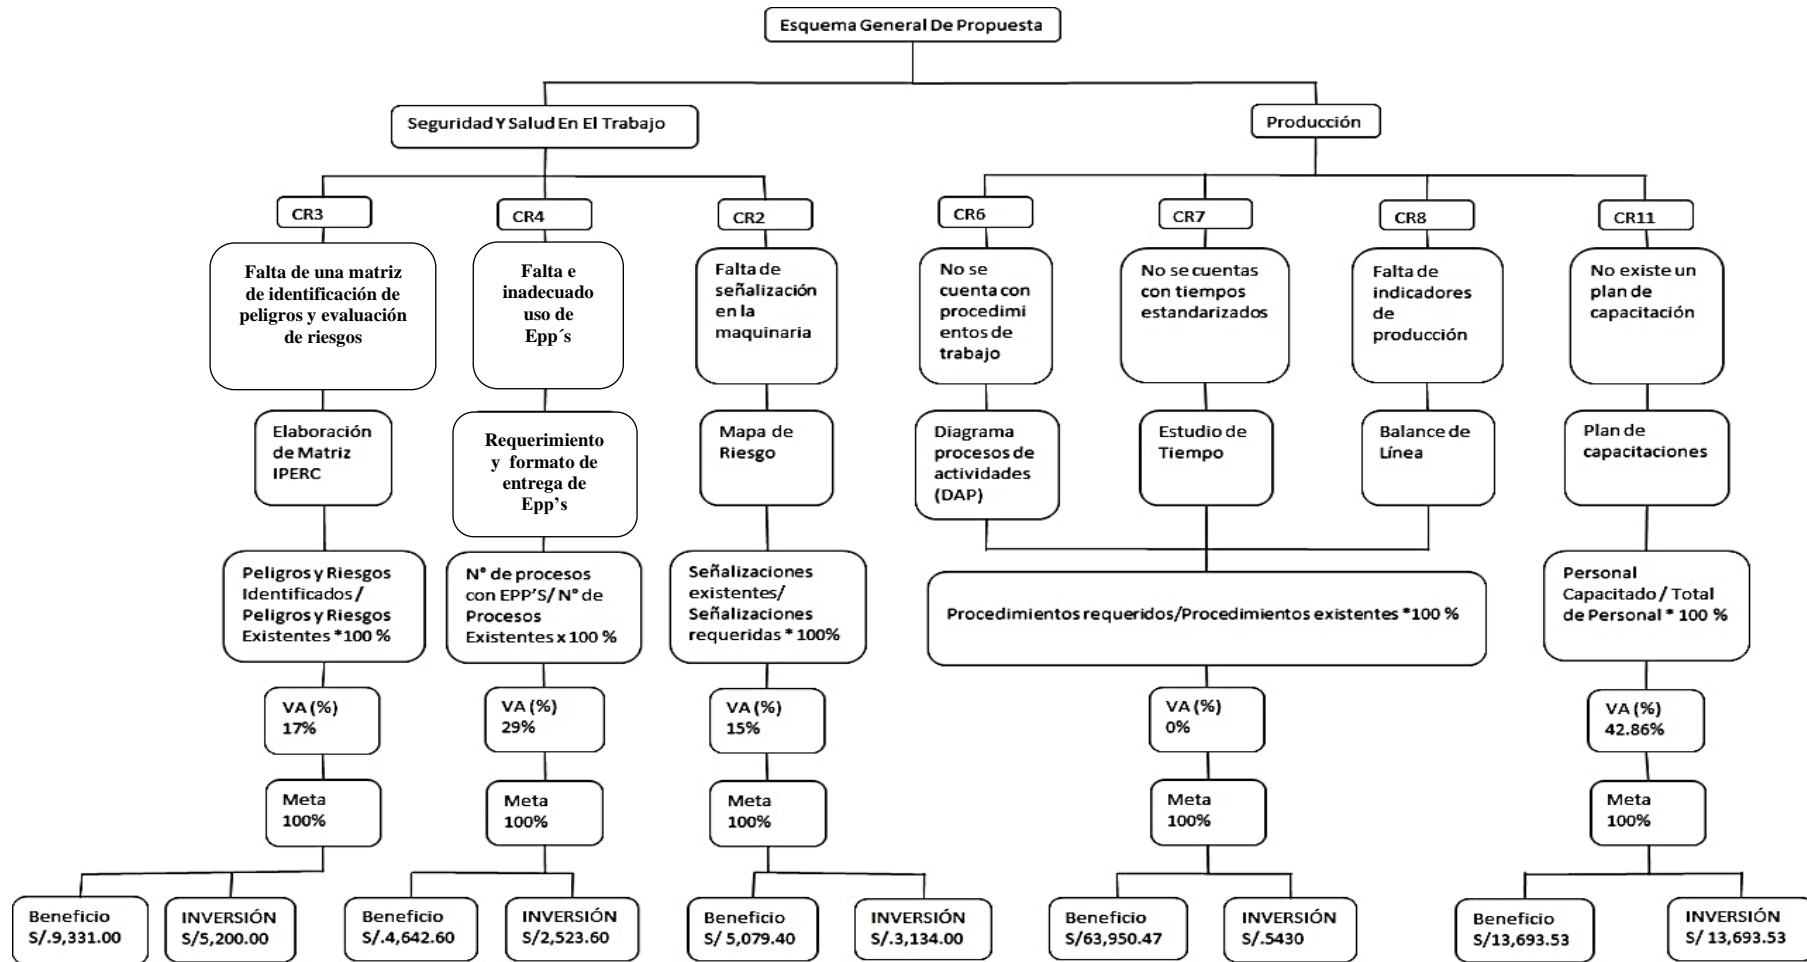 Esquema General De Propuesta
Seguridad Y Salud En El Trabajo
Producción
CR3
CR4
CR2
CR6
CR7
CR8
CR11
Falta de una matriz
de identificación de
peligros y evaluación
de riesgos
Falta e
inadecuado
uso de
Epp´s
Falta de
señalización
en la
maquinaria
No se
cuenta con
procedimi
entos de
trabajo
No se cuentas
con tiempos
estandarizados
Falta de
indicadores
de
producción
No existe un
plan de
capacitación
Elaboración
de Matriz
IPERC
Requerimiento
y formato de
entrega de
Epp’s
Mapa de
Riesgo
Diagrama
procesos de
actividades
(DAP)
Estudio de
Tiempo
Balance de
Línea
Plan de
capacitaciones
Peligros y Riesgos
Identificados /
Peligros y Riesgos
Existentes *100 %
N° de procesos
con EPP'S/ N° de
Procesos
Existentes x 100 %
Señalizaciones
existentes/
Señalizaciones
requeridas * 100%
Procedimientos requeridos/Procedimientos existentes *100 %
Personal
Capacitado / Total
de Personal * 100 %
VA (%)
17%
VA (%)
29%
VA (%)
15%
VA (%)
0%
VA (%)
42.86%
Meta
100%
Meta
100%
Meta
100%
Meta
100%
Meta
100%
Beneficio
S/.9,331.00
INVERSIÓN
S/5,200.00
Beneficio
S/.4,642.60
INVERSIÓN
S/2,523.60
Beneficio
S/ 5,079.40
INVERSIÓN
S/.3,134.00
Beneficio
S/63,950.47
INVERSIÓN
S/.5430
Beneficio
S/13,693.53
INVERSIÓN
S/ 13,693.53